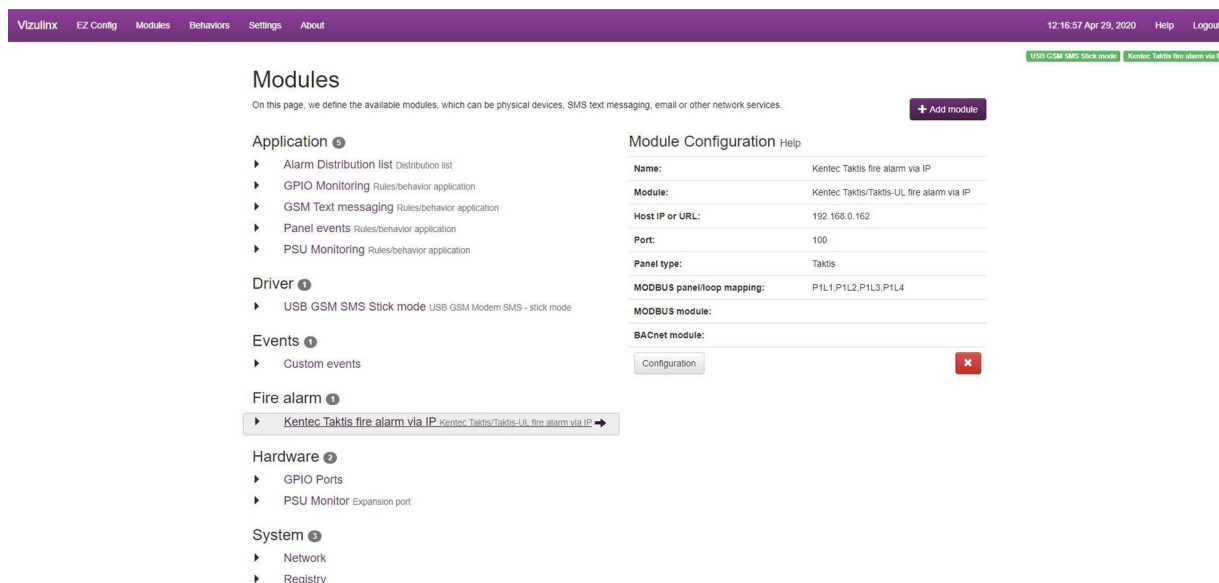 Vizulinx EZ Config Modules Behaviors Settings About 12:16:57 Apr 29, 2020 Help Logout
USB GSM SMS Stick mode Kentec Taktis fire alarm via
Modules
On this page, we define the available modules, which can be physical devices, SMS text messaging, email or other network services.
+ Add module
Application 5
Alarm Distribution list Distribution list
GPIO Monitoring Rules/behavior application
GSM Text messaging Rules/behavior application
Panel events Rules/behavior application
PSU Monitoring Rules/behavior application
Driver 1
USB GSM SMS Stick mode USB GSM Modem SMS - stick mode
Events 1
Custom events
Fire alarm 1
Kentec Taktis fire alarm via IP Kentec Taktis/Taktis-UL fire alarm via IP
Hardware 2
GPIO Ports
PSU Monitor Expansion port
System 3
Network
Registry
Module Configuration Help
Name: Kentec Taktis fire alarm via IP
Module: Kentec Taktis/Taktis-UL fire alarm via IP
Host IP or URL: 192.168.0.162
Port: 100
Panel type: Taktis
MODBUS panel/loop mapping: P1L1,P1L2,P1L3,P1L4
MODBUS module:
BACnet module:
Configuration